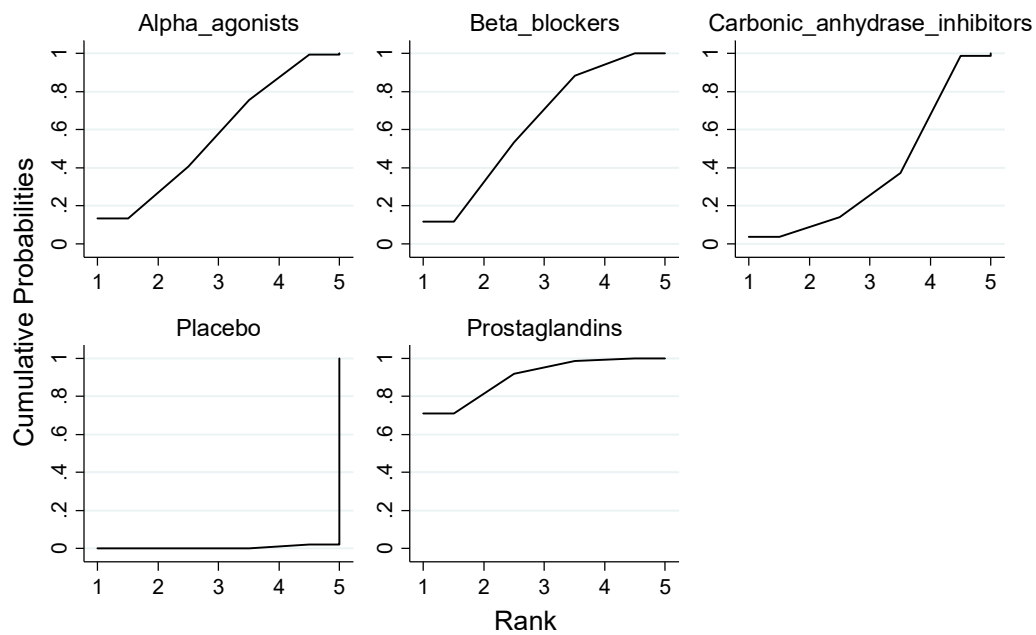 Alpha_agonists
Beta_blockers
Carbonic_anhydrase_inhibitors
Cumulative Probabilities
1
.8
.6
.4
.2
0
1 2 3 4 5
1
.8
.6
.4
.2
0
1 2 3 4 5
1
.8
.6
.4
.2
0
1 2 3 4 5
Placebo
Prostaglandins
1
.8
.6
.4
.2
0
1 2 3 4 5
1
.8
.6
.4
.2
0
1 2 3 4 5
Rank